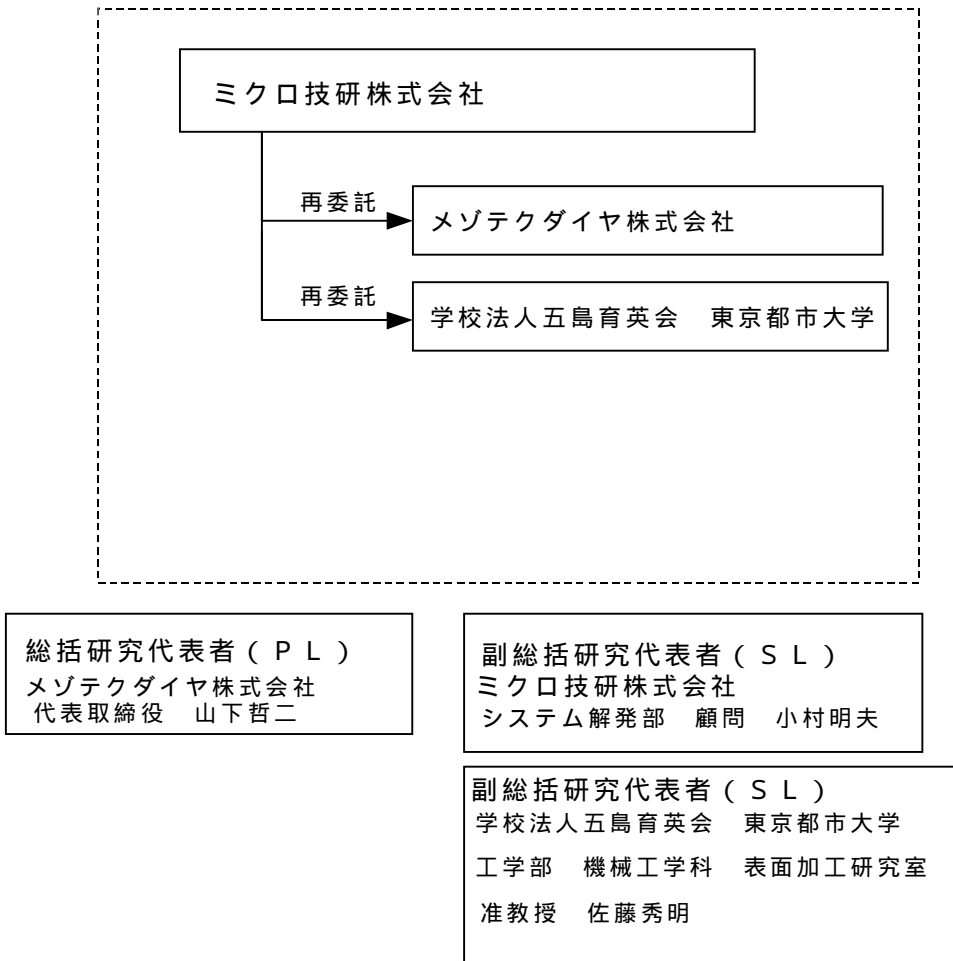 ミクロ技研株式会社
再委託
メゾテクダイヤ株式会社
再委託
学校法人五島育英会　東京都市大学
総括研究代表者（ＰＬ）
メゾテクダイヤ株式会社
代表取締役　山下哲二
副総括研究代表者（ＳＬ）
ミクロ技研株式会社
システム解発部　顧問　小村明夫
副総括研究代表者（ＳＬ）
学校法人五島育英会　東京都市大学
工学部　機械工学科　表面加工研究室
准教授　佐藤秀明